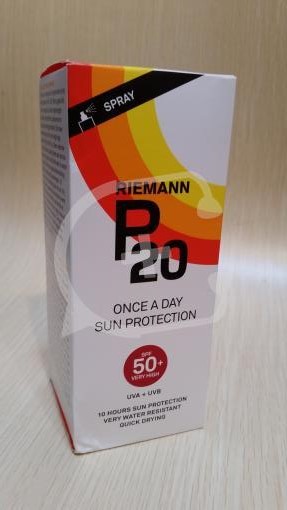 SPRAY
RIEMANN
P20
ONCE A DAY
SUN PROTECTION
SPF
50+
VERY HIGH
UVA + UVB
10 HOURS SUN PROTECTION
VERY WATER RESISTANT
QUICK DRYING